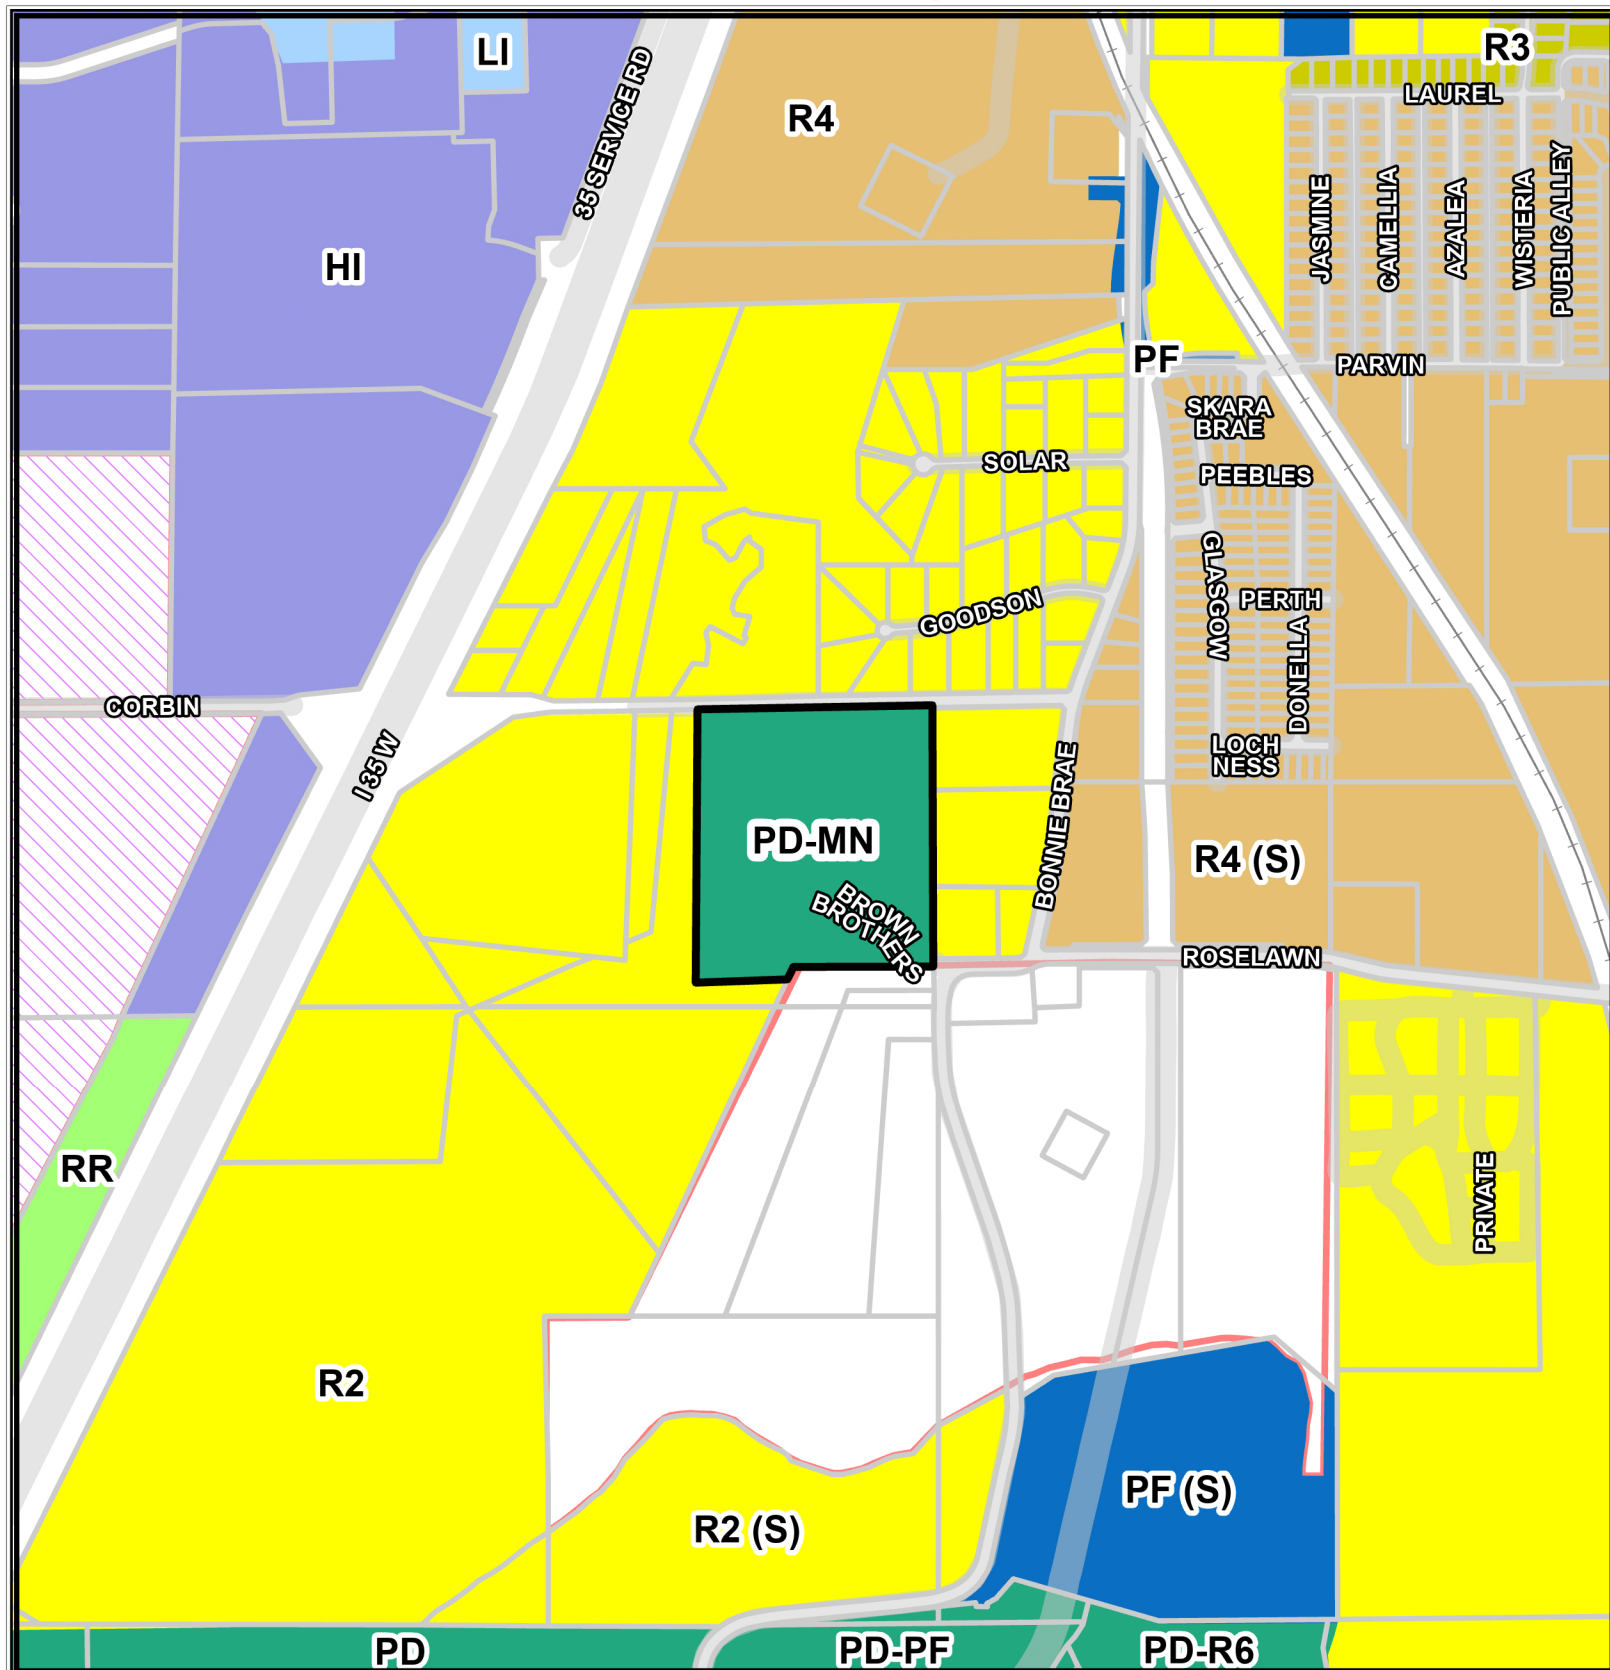 LI
R3
LAUREL
35 SERVICE RD
R4
JASMINE
CAMELLIA
AZALEA
WISTERIA
PUBLIC ALLEY
HI
PF
PARVIN
SKARA
BRAE
SOLAR
PEEBLES
GLASGOW
GOODSON
PERTH
DONELLA
CORBIN
I 35 W
LOCH
NESS
BONNIE BRAE
PD-MN
R4 (S)
BROWN
BROTHERS
ROSELAWN
RR
PRIVATE
R2
PF (S)
R2 (S)
PD
PD-PF
PD-R6